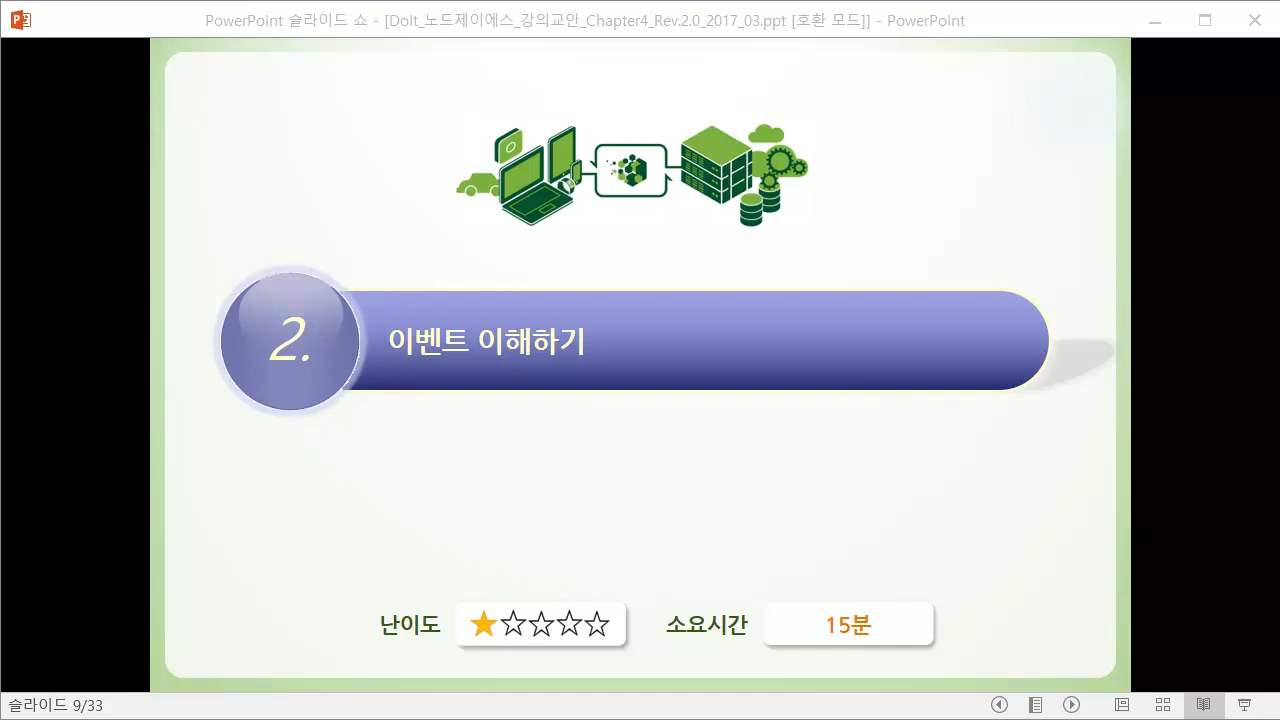 PowerPoint 슬라이드 쇼 - [DoIt_노드제이에스_강의교안_Chapter4_Rev.2.0_2017_03.ppt [호환 모드]] - PowerPoint
2.
이벤트 이해하기
난이도
소요시간
15분
슬라이드 9/33